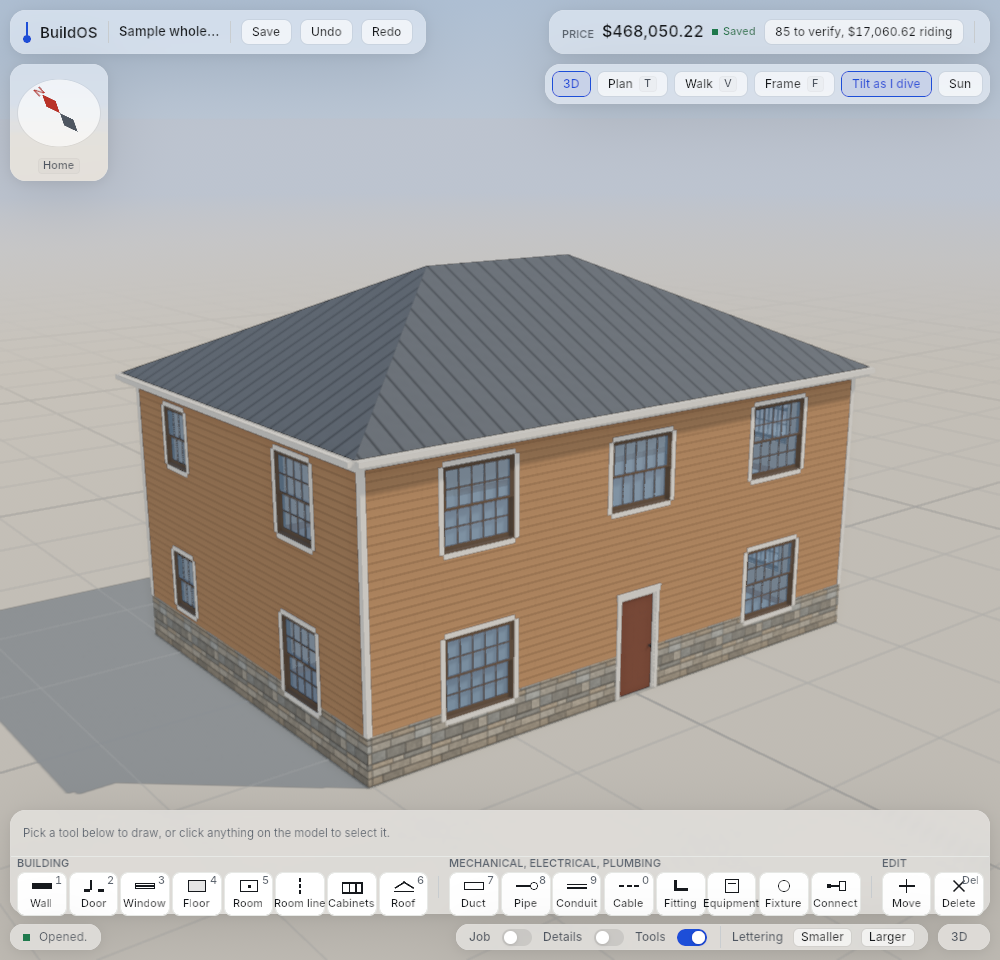 BuildOS Sample whole... Save Undo Redo
PRICE $468,050.22 Saved 85 to verify, $17,060.62 riding
3D Plan T Walk V Frame F Tilt as I dive Sun
N
Home
Pick a tool below to draw, or click anything on the model to select it.
BUILDING MECHANICAL, ELECTRICAL, PLUMBING EDIT
1 2 3 4 5 6 7 8 9 0 Del
Wall Door Window Floor Room Room line Cabinets Roof Duct Pipe Conduit Cable Fitting Equipment Fixture Connect Move Delete
Opened. Job Details Tools Lettering Smaller Larger 3D